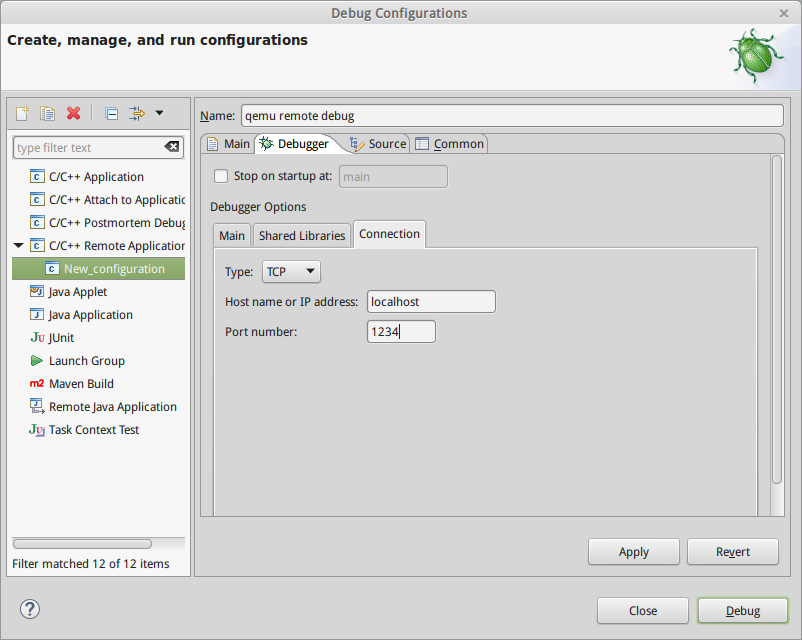 Debug Configurations
Create, manage, and run configurations
type filter text
C/C++ Application
C/C++ Attach to Applicatic
C/C++ Postmortem Debug
C/C++ Remote Application
New_configuration
Java Applet
Java Application
Ju JUnit
Launch Group
m2 Maven Build
Remote Java Application
Ju Task Context Test
Filter matched 12 of 12 items
Name: qemu remote debug
Main Debugger Source Common
Stop on startup at: main
Debugger Options
Main Shared Libraries Connection
Type: TCP
Host name or IP address: localhost
Port number: 1234
Apply Revert
? Close Debug